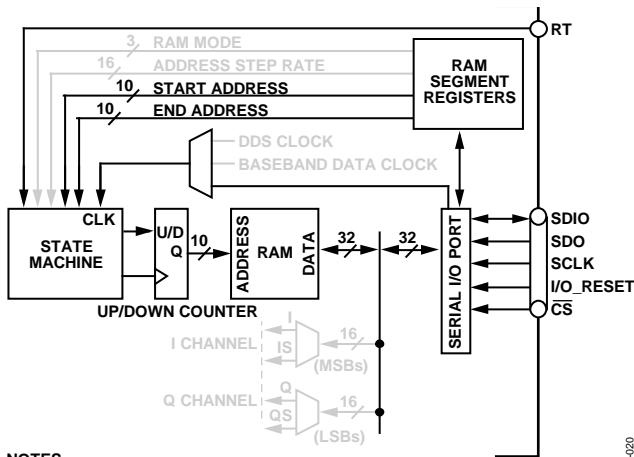 RT
3 RAM MODE
16 ADDRESS STEP RATE
10 START ADDRESS
10 END ADDRESS
RAM
SEGMENT
REGISTERS
DDS CLOCK
BASEBAND DATA CLOCK
CLK
STATE
MACHINE
U/D
Q
10
ADDRESS
RAM
DATA
32
32
SERIAL I/O PORT
SDIO
SDO
SCLK
I/O_RESET
CS
UP/DOWN COUNTER
I
I CHANNEL
IS
16
(MSBs)
Q
Q CHANNEL
QS
16
(LSBs)
NOTES
-020